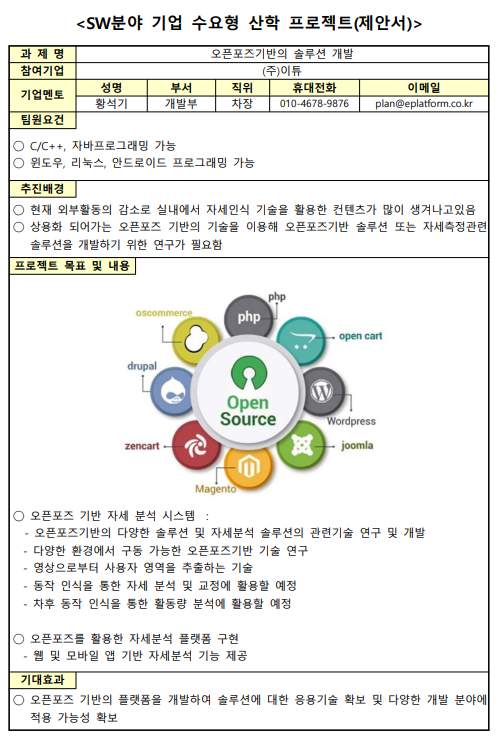 <SW분야 기업 수요형 산학 프로젝트(제안서)>
과 제 명 오픈포즈기반의 솔루션 개발
참여기업 (주)이튜
기업멘토 성명 부서 직위 휴대전화 이메일
황석기 개발부 차장 010-4678-9876 plan@eplatform.co.kr
팀원요건
○ C/C++, 자바프로그래밍 가능
○ 윈도우, 리눅스, 안드로이드 프로그래밍 가능
추진배경
○ 현재 외부활동의 감소로 실내에서 자세인식 기술을 활용한 컨텐츠가 많이 생겨나고있음
○ 상용화 되어가는 오픈포즈 기반의 기술을 이용해 오픈포즈기반 솔루션 또는 자세측정관련
솔루션을 개발하기 위한 연구가 필요함
프로젝트 목표 및 내용
php
oscommerce
php
open cart
drupal
Open
Source
Wordpress
zencart
joomla
Magento
○ 오픈포즈 기반 자세 분석 시스템 :
- 오픈포즈기반의 다양한 솔루션 및 자세분석 솔루션의 관련기술 연구 및 개발
- 다양한 환경에서 구동 가능한 오픈포즈기반 기술 연구
- 영상으로부터 사용자 영역을 추출하는 기술
- 동작 인식을 통한 자세 분석 및 교정에 활용할 예정
- 차후 동작 인식을 통한 활동량 분석에 활용할 예정
○ 오픈포즈를 활용한 자세분석 플랫폼 구현
- 웹 및 모바일 앱 기반 자세분석 기능 제공
기대효과
○ 오픈포즈 기반의 플랫폼을 개발하여 솔루션에 대한 응용기술 확보 및 다양한 개발 분야에
적용 가능성 확보